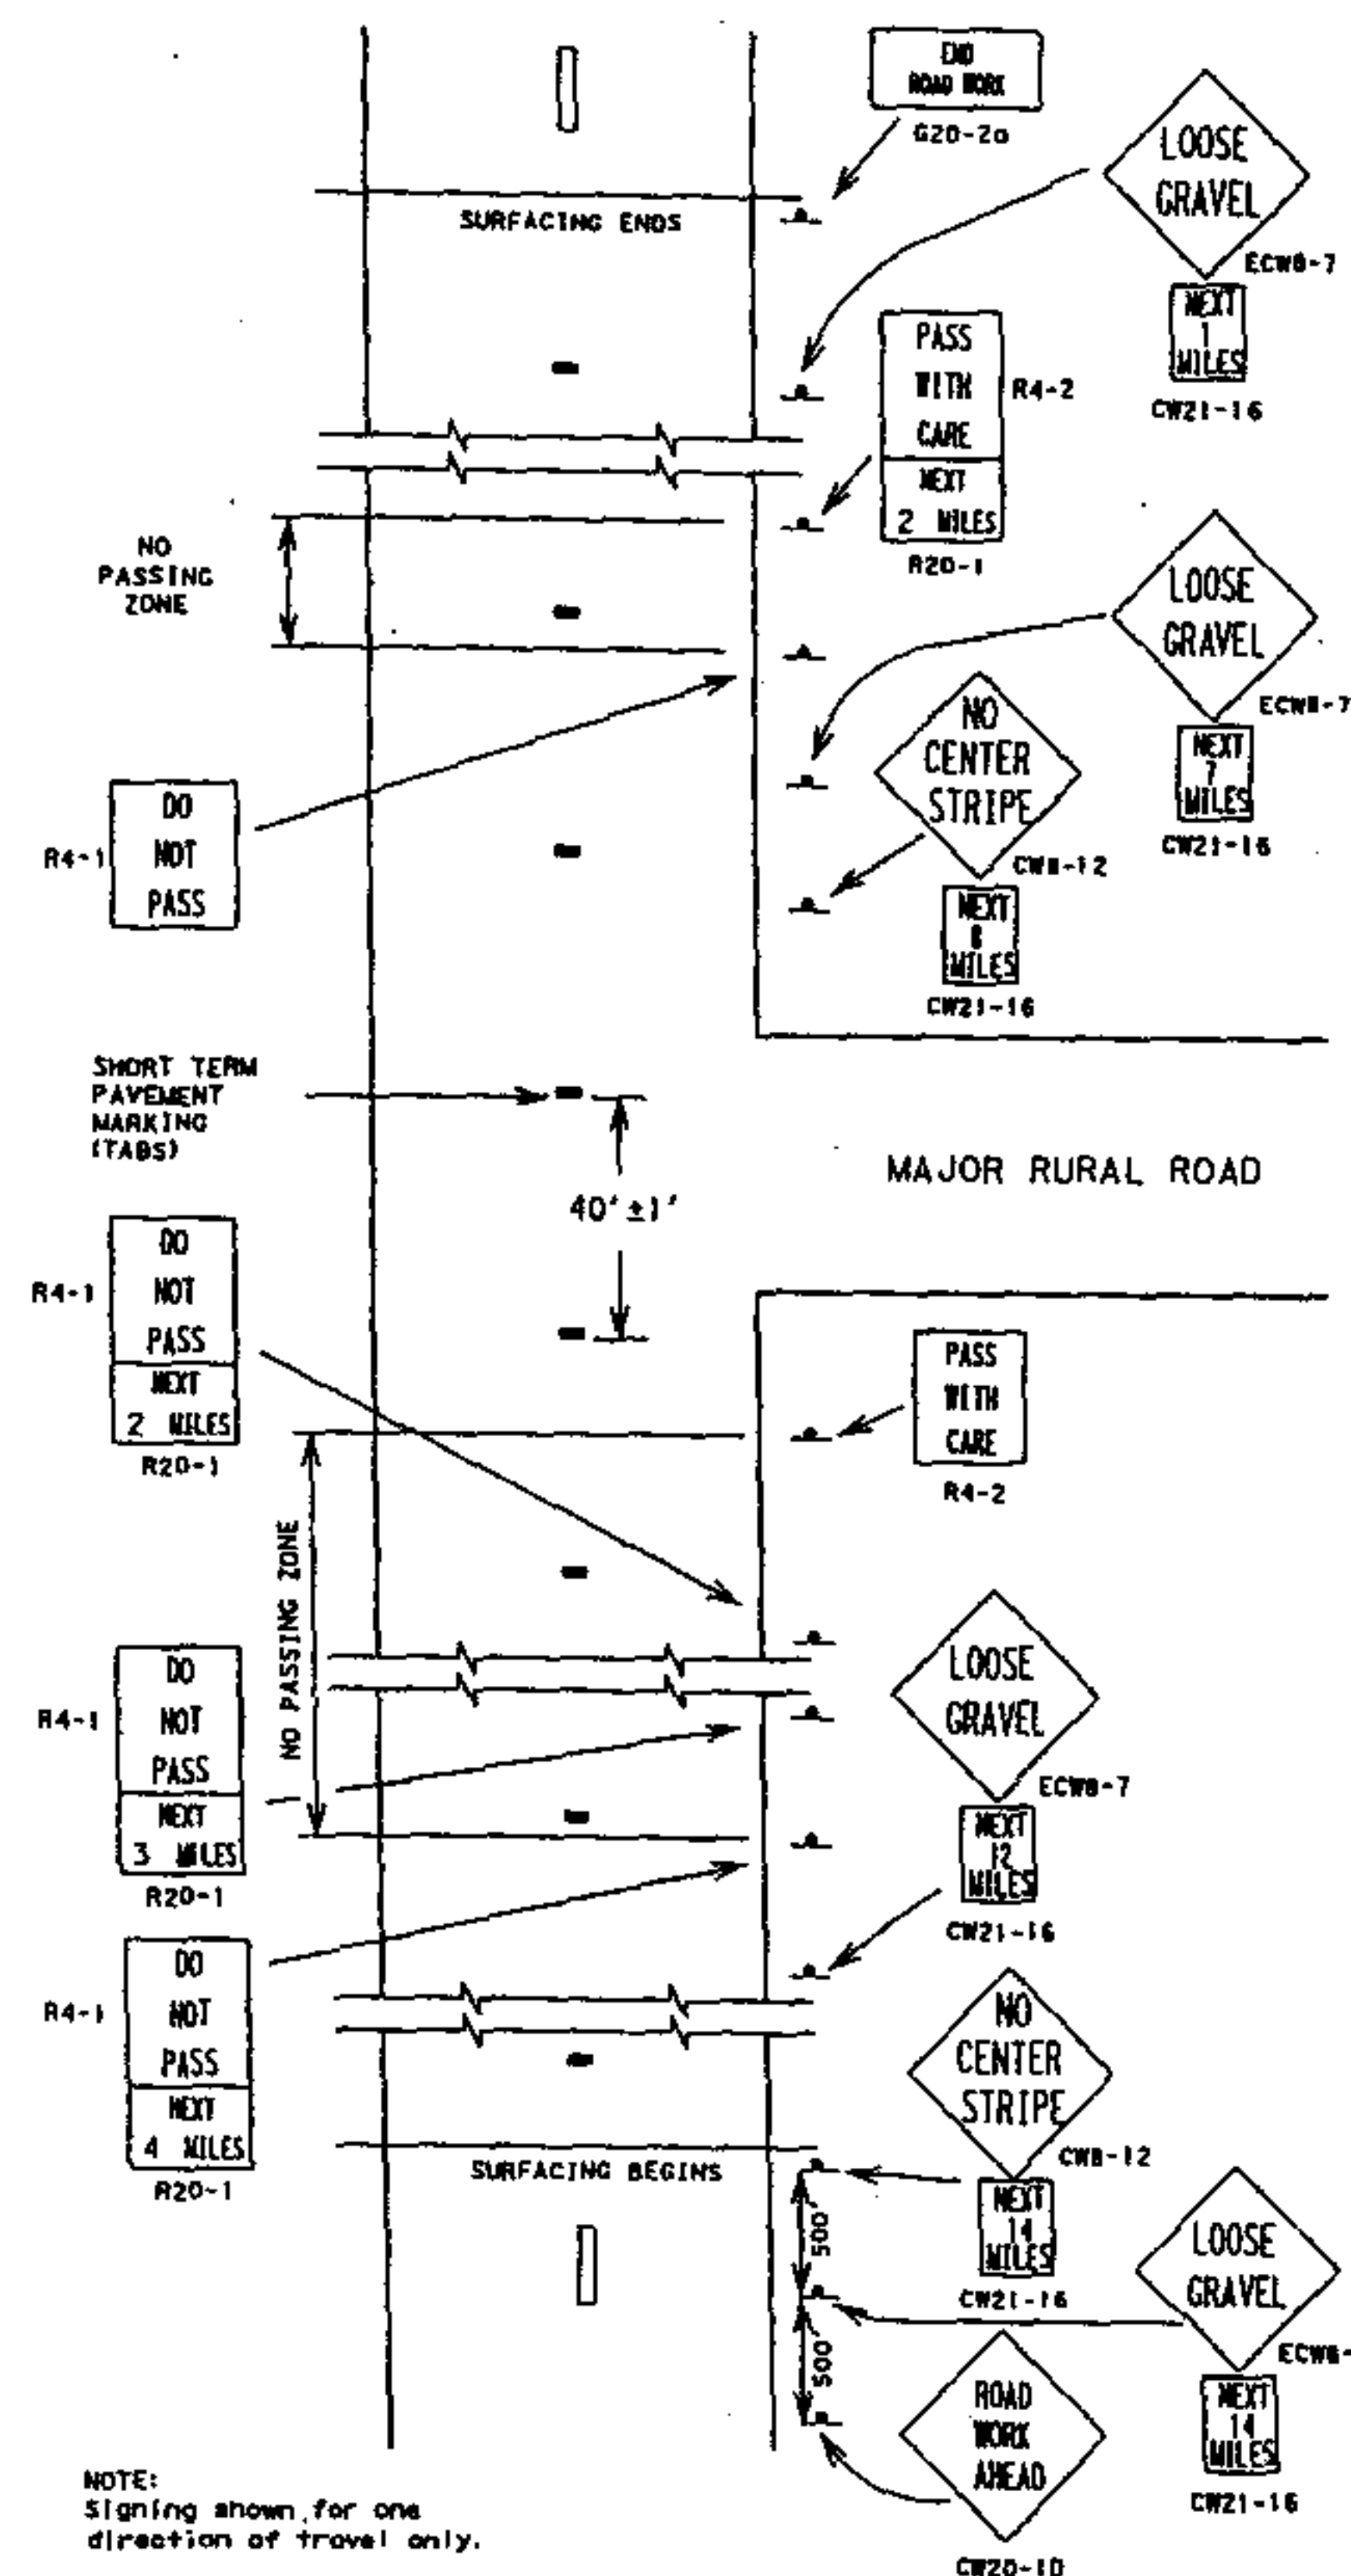 END
ROAD WORK
G20-2a
LOOSE
GRAVEL
ECW8-7
NEXT
1
MILES
CW21-16
SURFACING ENDS
PASS
WITH
CARE
R4-2
NEXT
2 MILES
R20-1
NO
PASSING
ZONE
LOOSE
GRAVEL
ECW8-7
NEXT
7
MILES
CW21-16
NO
CENTER
STRIPE
CW8-12
NEXT
8
MILES
CW21-16
DO
NOT
PASS
R4-1
SHORT TERM
PAVEMENT
MARKING
(TABS)
40' ±1'
MAJOR RURAL ROAD
DO
NOT
PASS
R4-1
NEXT
2 MILES
R20-1
PASS
WITH
CARE
R4-2
NO PASSING ZONE
DO
NOT
PASS
R4-1
NEXT
3 MILES
R20-1
LOOSE
GRAVEL
ECW8-7
NEXT
12
MILES
CW21-16
DO
NOT
PASS
R4-1
NEXT
4 MILES
R20-1
NO
CENTER
STRIPE
CW8-12
NEXT
14
MILES
CW21-16
SURFACING BEGINS
500'
500'
LOOSE
GRAVEL
ECW8-
NEXT
14
MILES
CW21-16
ROAD
WORK
AHEAD
CW20-1D
NOTE:
Signing shown for one
direction of travel only.